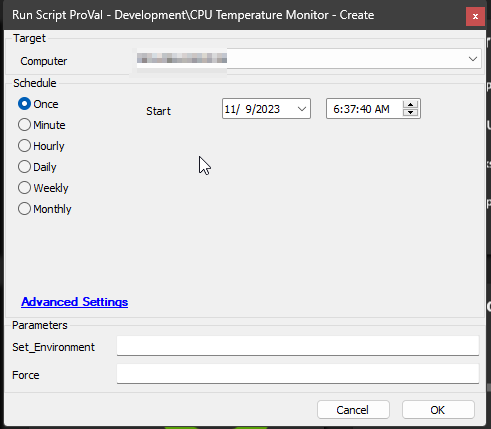 Run Script ProVal - Development\CPU Temperature Monitor - Create
Target
Computer
Schedule
Once
Start 11/ 9/2023 6:37:40 AM
Minute
Hourly
Daily
Weekly
Monthly
Advanced Settings
Parameters
Set_Environment
Force
Cancel OK